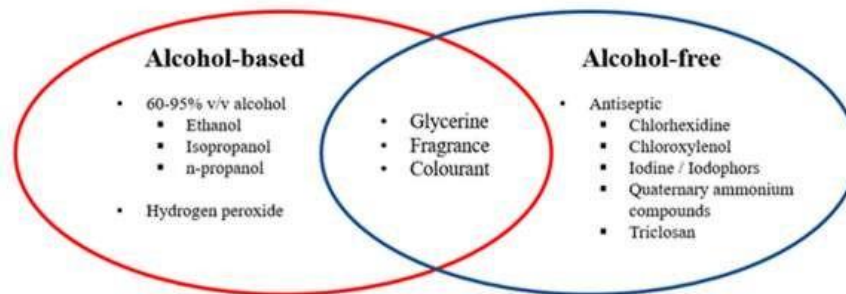 Alcohol-based
• 60-95% v/v alcohol
▪ Ethanol
▪ Isopropanol
▪ n-propanol
• Hydrogen peroxide
• Glycerine
• Fragrance
• Colourant
Alcohol-free
• Antiseptic
▪ Chlorhexidine
▪ Chloroxylenol
▪ Iodine / Iodophors
▪ Quaternary ammonium
compounds
▪ Triclosan